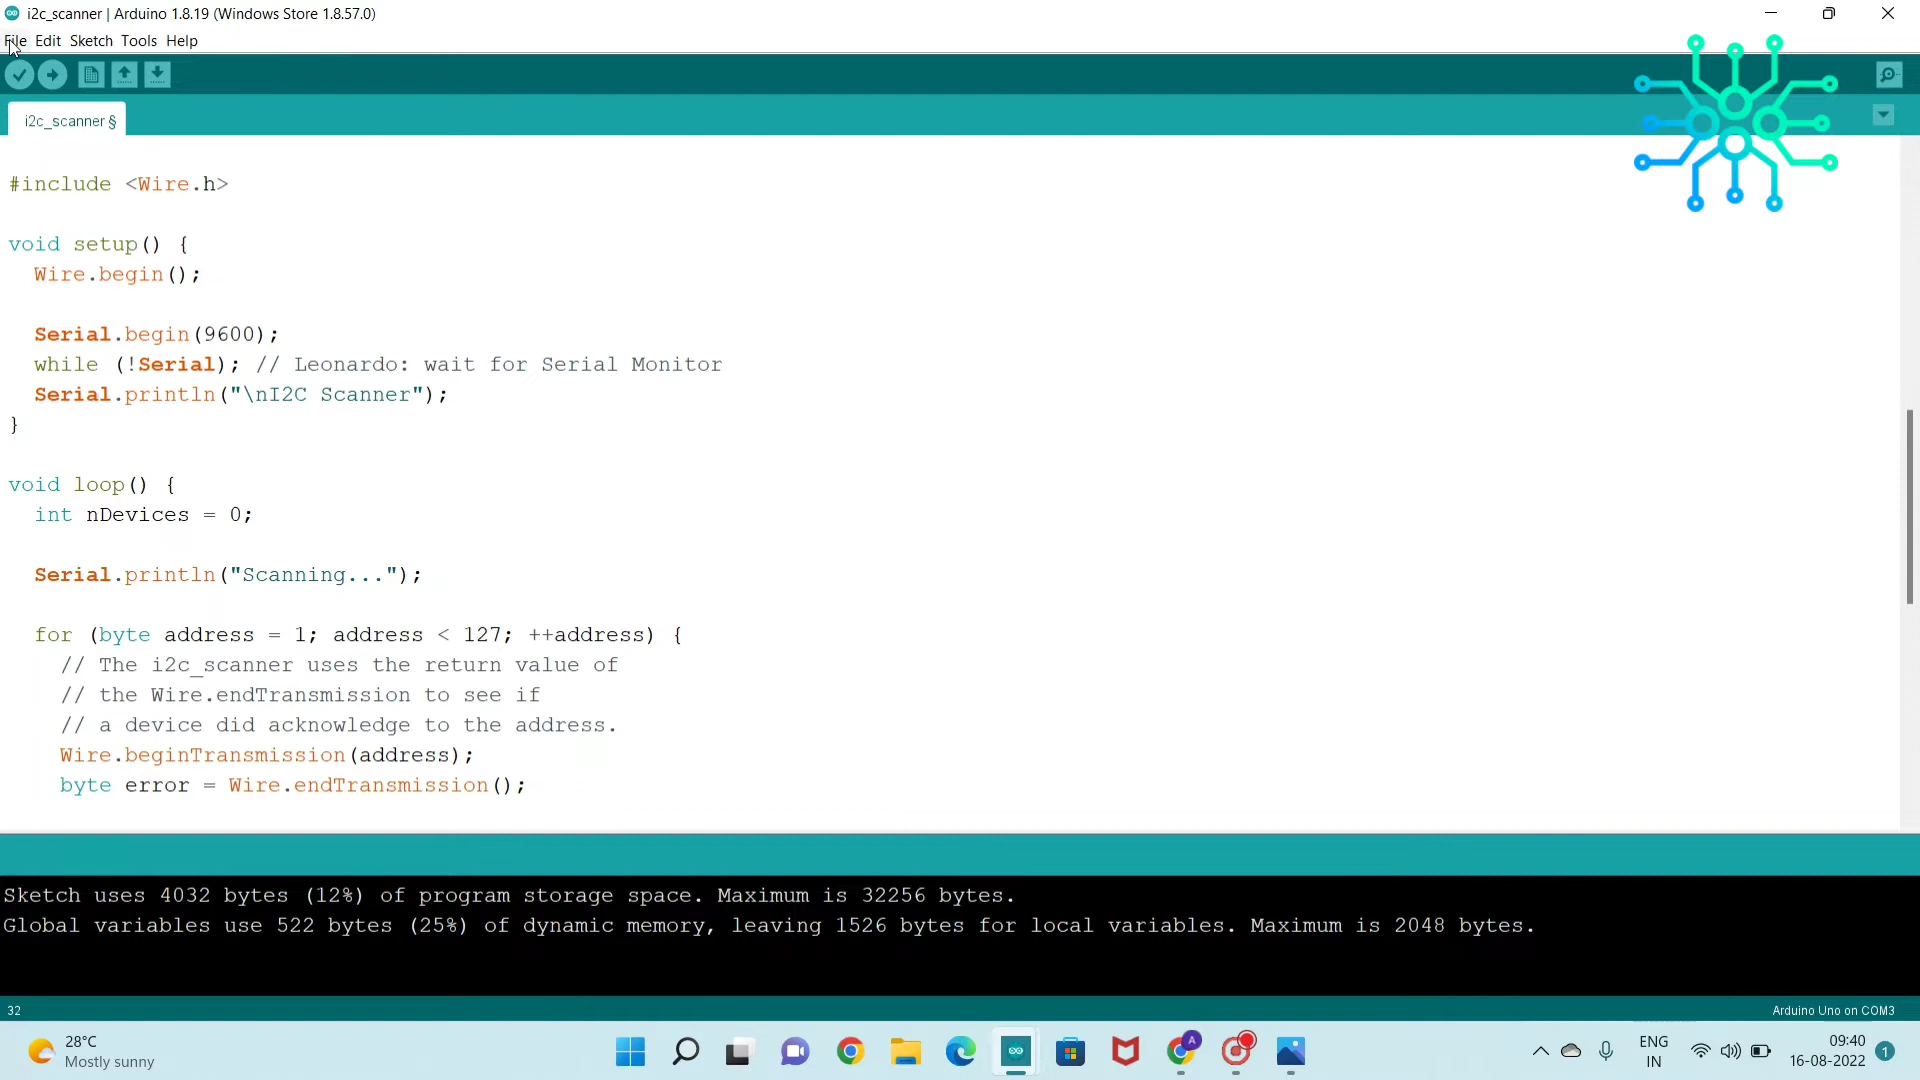 i2c_scanner | Arduino 1.8.19 (Windows Store 1.8.57.0)
File Edit Sketch Tools Help
i2c_scanner §
#include <Wire.h>
void setup() {
  Wire.begin();
  Serial.begin(9600);
  while (!Serial); // Leonardo: wait for Serial Monitor
  Serial.println("\nI2C Scanner");
}
void loop() {
  int nDevices = 0;
  Serial.println("Scanning...");
  for (byte address = 1; address < 127; ++address) {
    // The i2c_scanner uses the return value of
    // the Wire.endTransmission to see if
    // a device did acknowledge to the address.
    Wire.beginTransmission(address);
    byte error = Wire.endTransmission();
Sketch uses 4032 bytes (12%) of program storage space. Maximum is 32256 bytes.
Global variables use 522 bytes (25%) of dynamic memory, leaving 1526 bytes for local variables. Maximum is 2048 bytes.
32
Arduino Uno on COM3
28°C
Mostly sunny
A
ENG
IN
09:40
16-08-2022
1